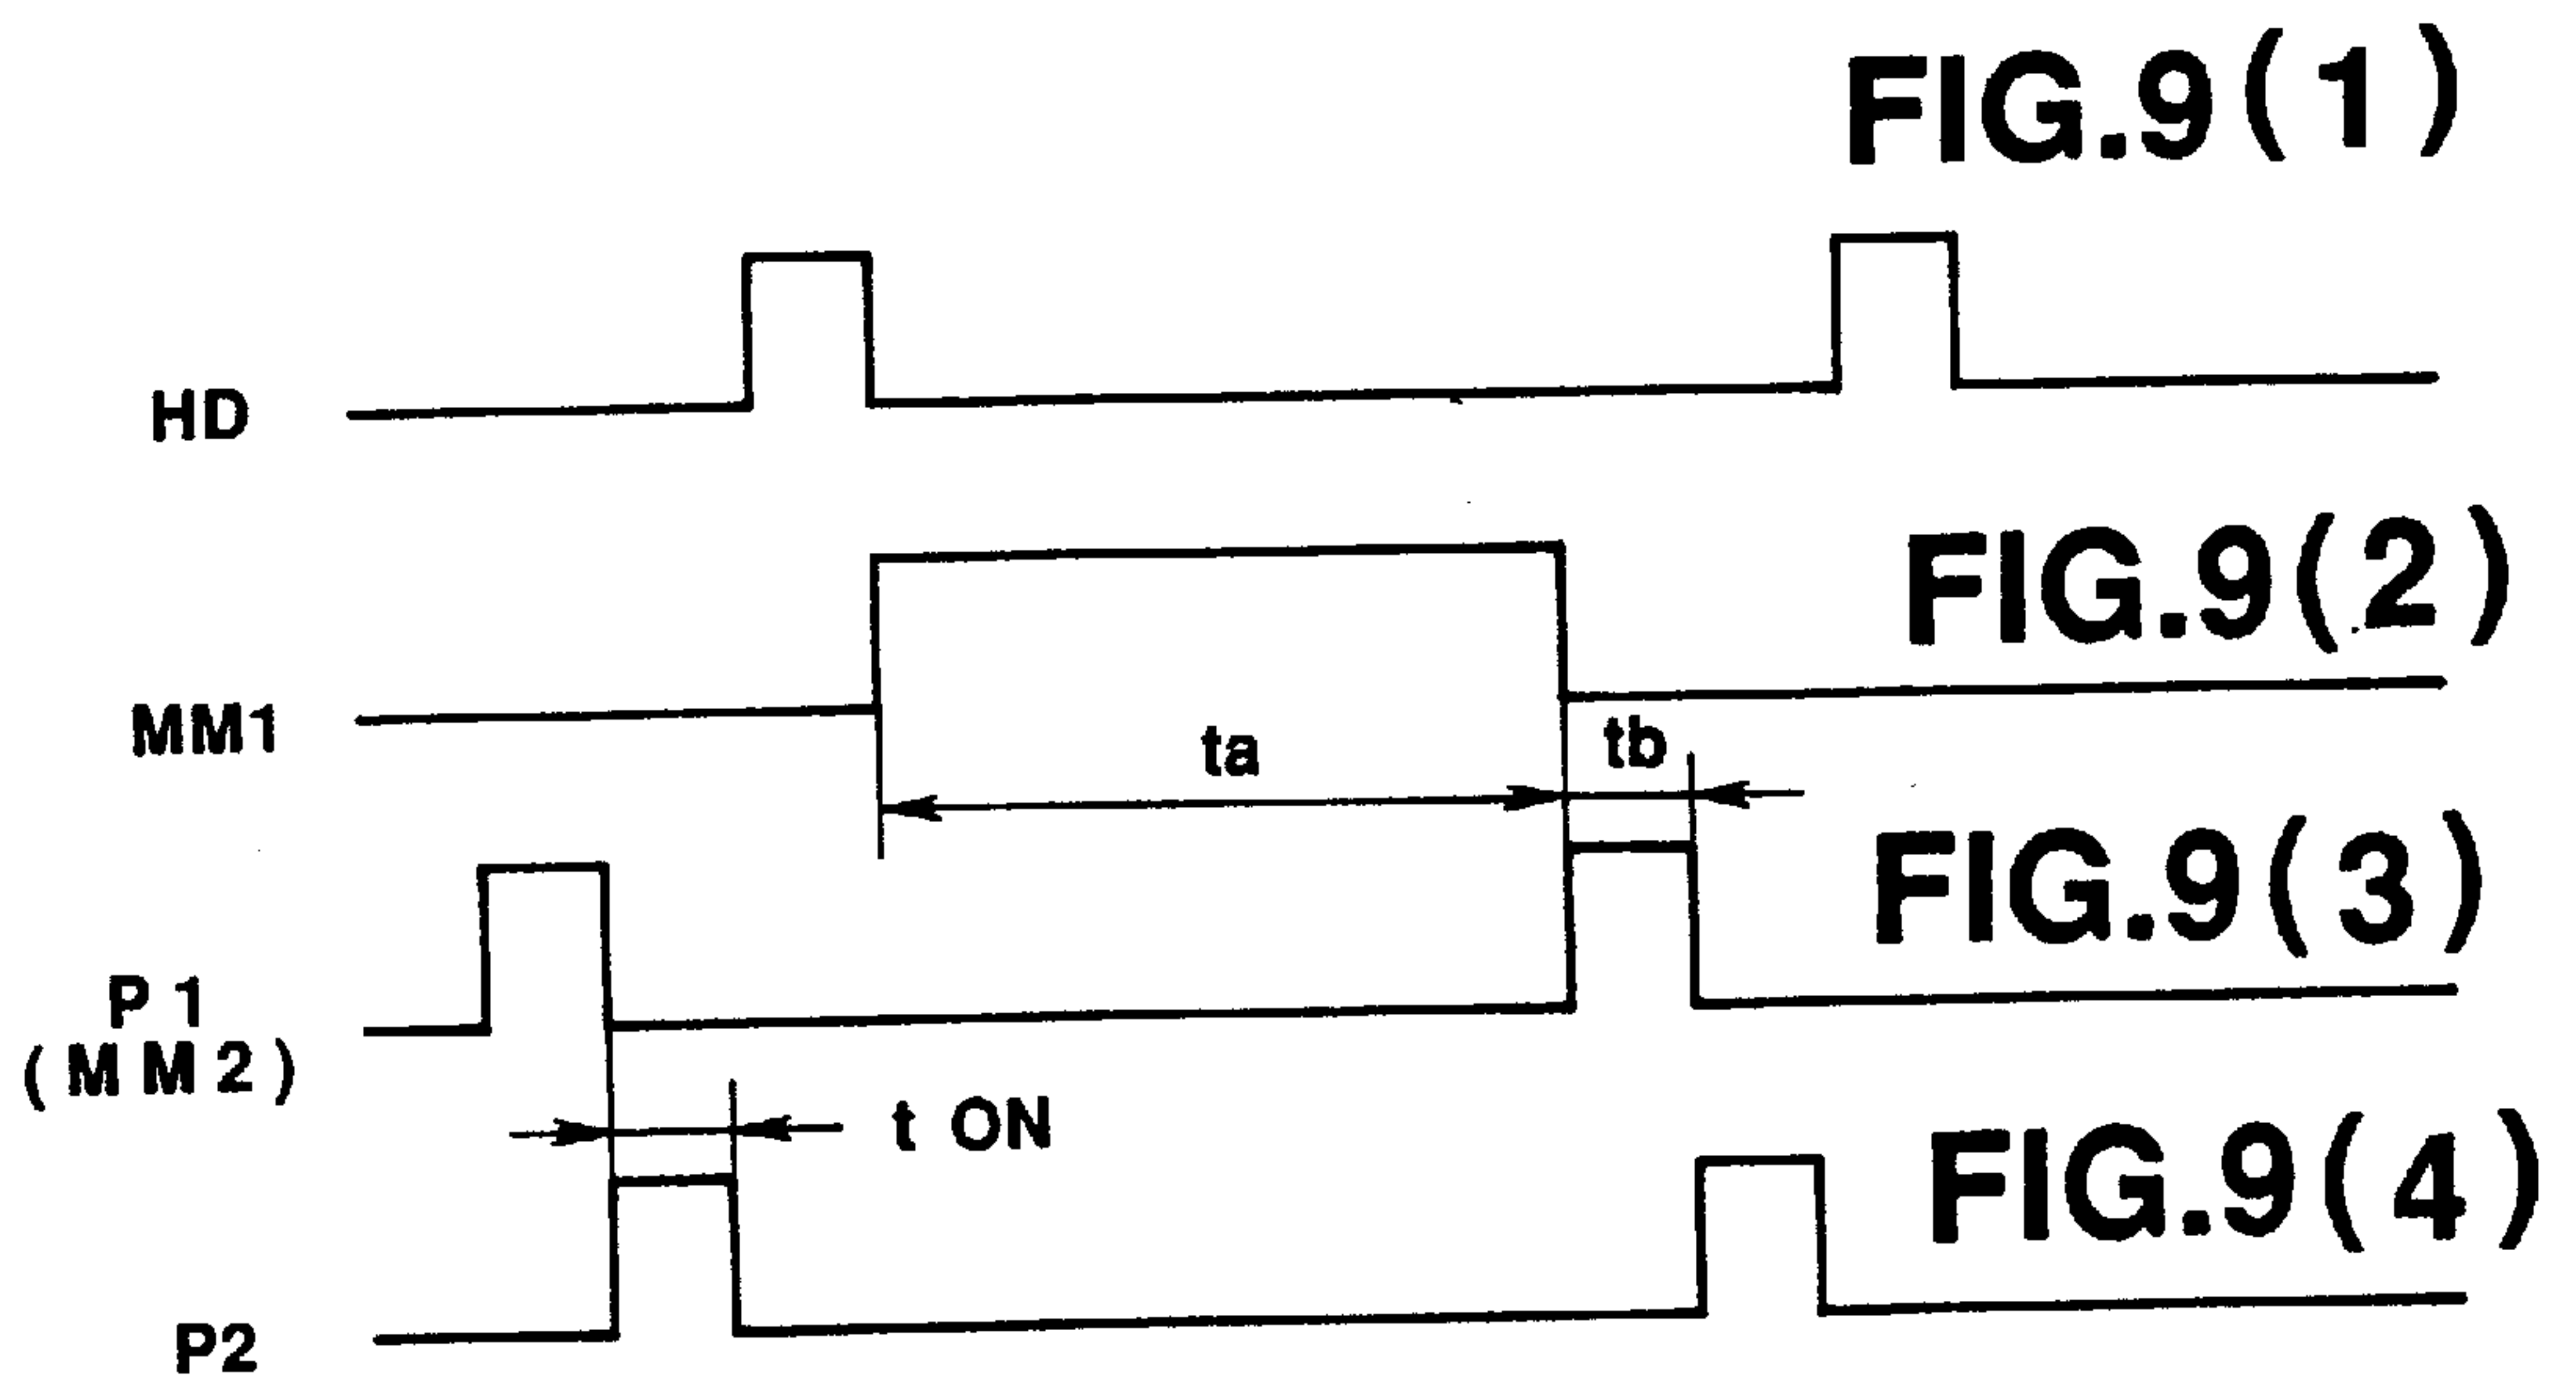 FIG.9(1)
HD
FIG.9(2)
MM1
ta
tb
FIG.9(3)
P1
(MM2)
t ON
FIG.9(4)
P2